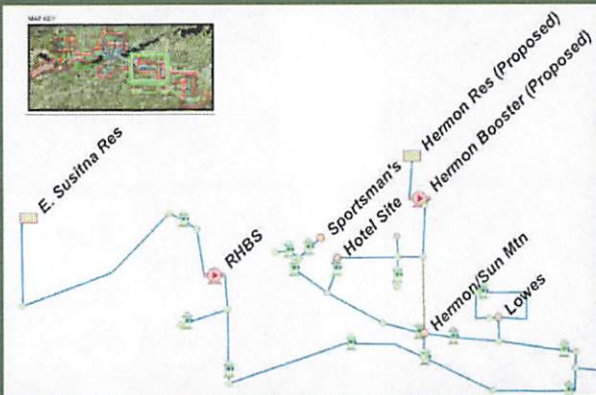 MAP KEY
Hermon Res (Proposed)
Hermon Booster (Proposed)
Sportsman's
Hotel Site
E. Susitna Res
RHBS
Hermon/Sun Mtn
Lowes